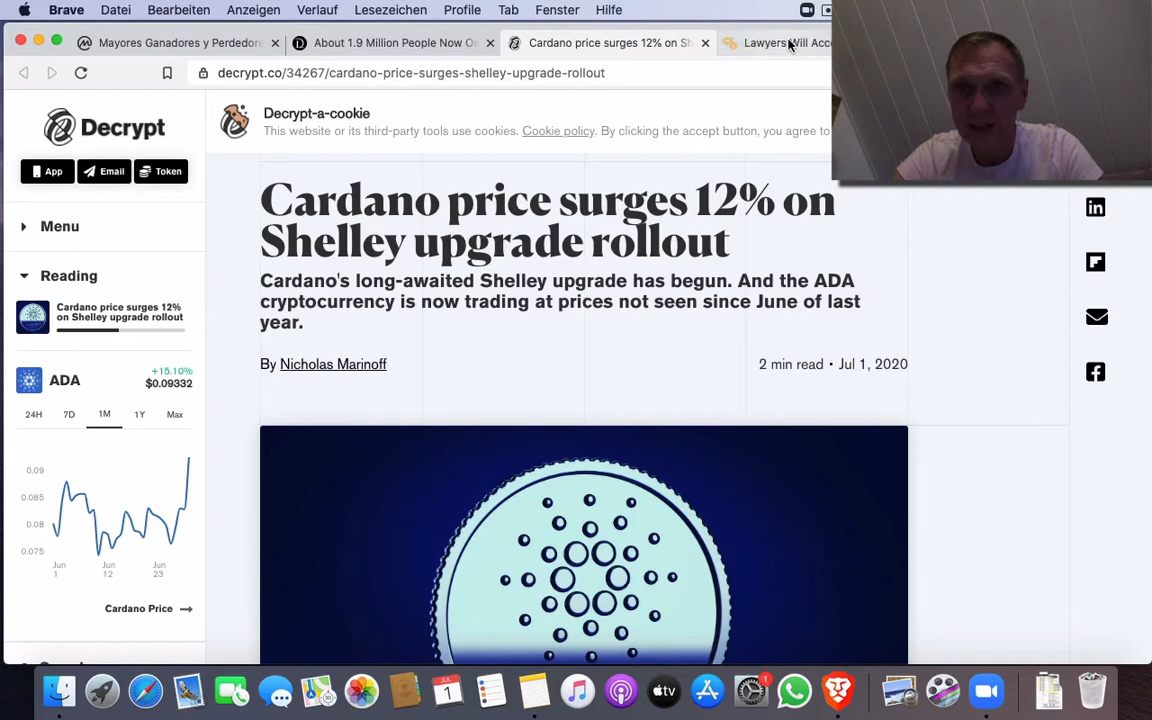 Brave Datei Bearbeiten Anzeigen Verlauf Lesezeichen Profile Tab Fenster Hilfe
Mayores Ganadores y Perdedore
About 1.9 Million People Now Ov
Cardano price surges 12% on Sh
Lawyers Will Acc
decrypt.co/34267/cardano-price-surges-shelley-upgrade-rollout
Decrypt
App
Email
Token
Decrypt-a-cookie
This website or its third-party tools use cookies. Cookie policy. By clicking the accept button, you agree to
Menu
Reading
Cardano price surges 12%
on Shelley upgrade rollout
ADA
+15.10%
$0.09332
24H 7D 1M 1Y Max
0.09
0.085
0.08
0.075
Jun
1
Jun
12
Jun
23
Cardano Price →
Cardano price surges 12% on
Shelley upgrade rollout
Cardano's long-awaited Shelley upgrade has begun. And the ADA
cryptocurrency is now trading at prices not seen since June of last
year.
By Nicholas Marinoff
2 min read • Jul 1, 2020
JUL
1
tv
1